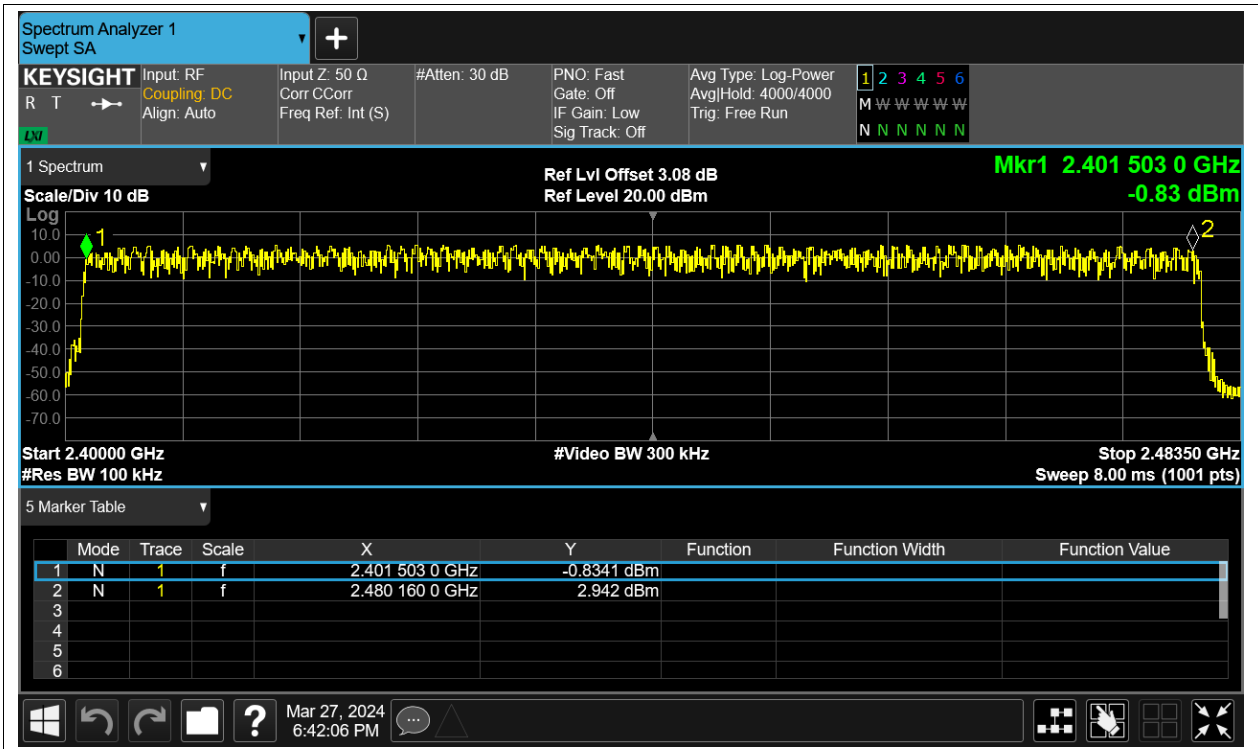 Spectrum Analyzer 1
Swept SA
+
KEYSIGHT Input: RF Input Z: 50 Ω #Atten: 30 dB PNO: Fast Avg Type: Log-Power 1 2 3 4 5 6
R T Coupling: DC Corr CCorr Gate: Off Avg|Hold: 4000/4000 M W W W W W
Align: Auto Freq Ref: Int (S) IF Gain: Low Trig: Free Run
LXI Sig Track: Off N N N N N N
1 Spectrum
Ref Lvl Offset 3.08 dB Mkr1 2.401 503 0 GHz
Scale/Div 10 dB Ref Level 20.00 dBm -0.83 dBm
Log
10.0
0.00
-10.0
-20.0
-30.0
-40.0
-50.0
-60.0
-70.0
1
2
Start 2.40000 GHz #Video BW 300 kHz Stop 2.48350 GHz
#Res BW 100 kHz Sweep 8.00 ms (1001 pts)
5 Marker Table
Mode Trace Scale X Y Function Function Width Function Value
1 N 1 f 2.401 503 0 GHz -0.8341 dBm
2 N 1 f 2.480 160 0 GHz 2.942 dBm
3
4
5
6
? Mar 27, 2024
6:42:06 PM